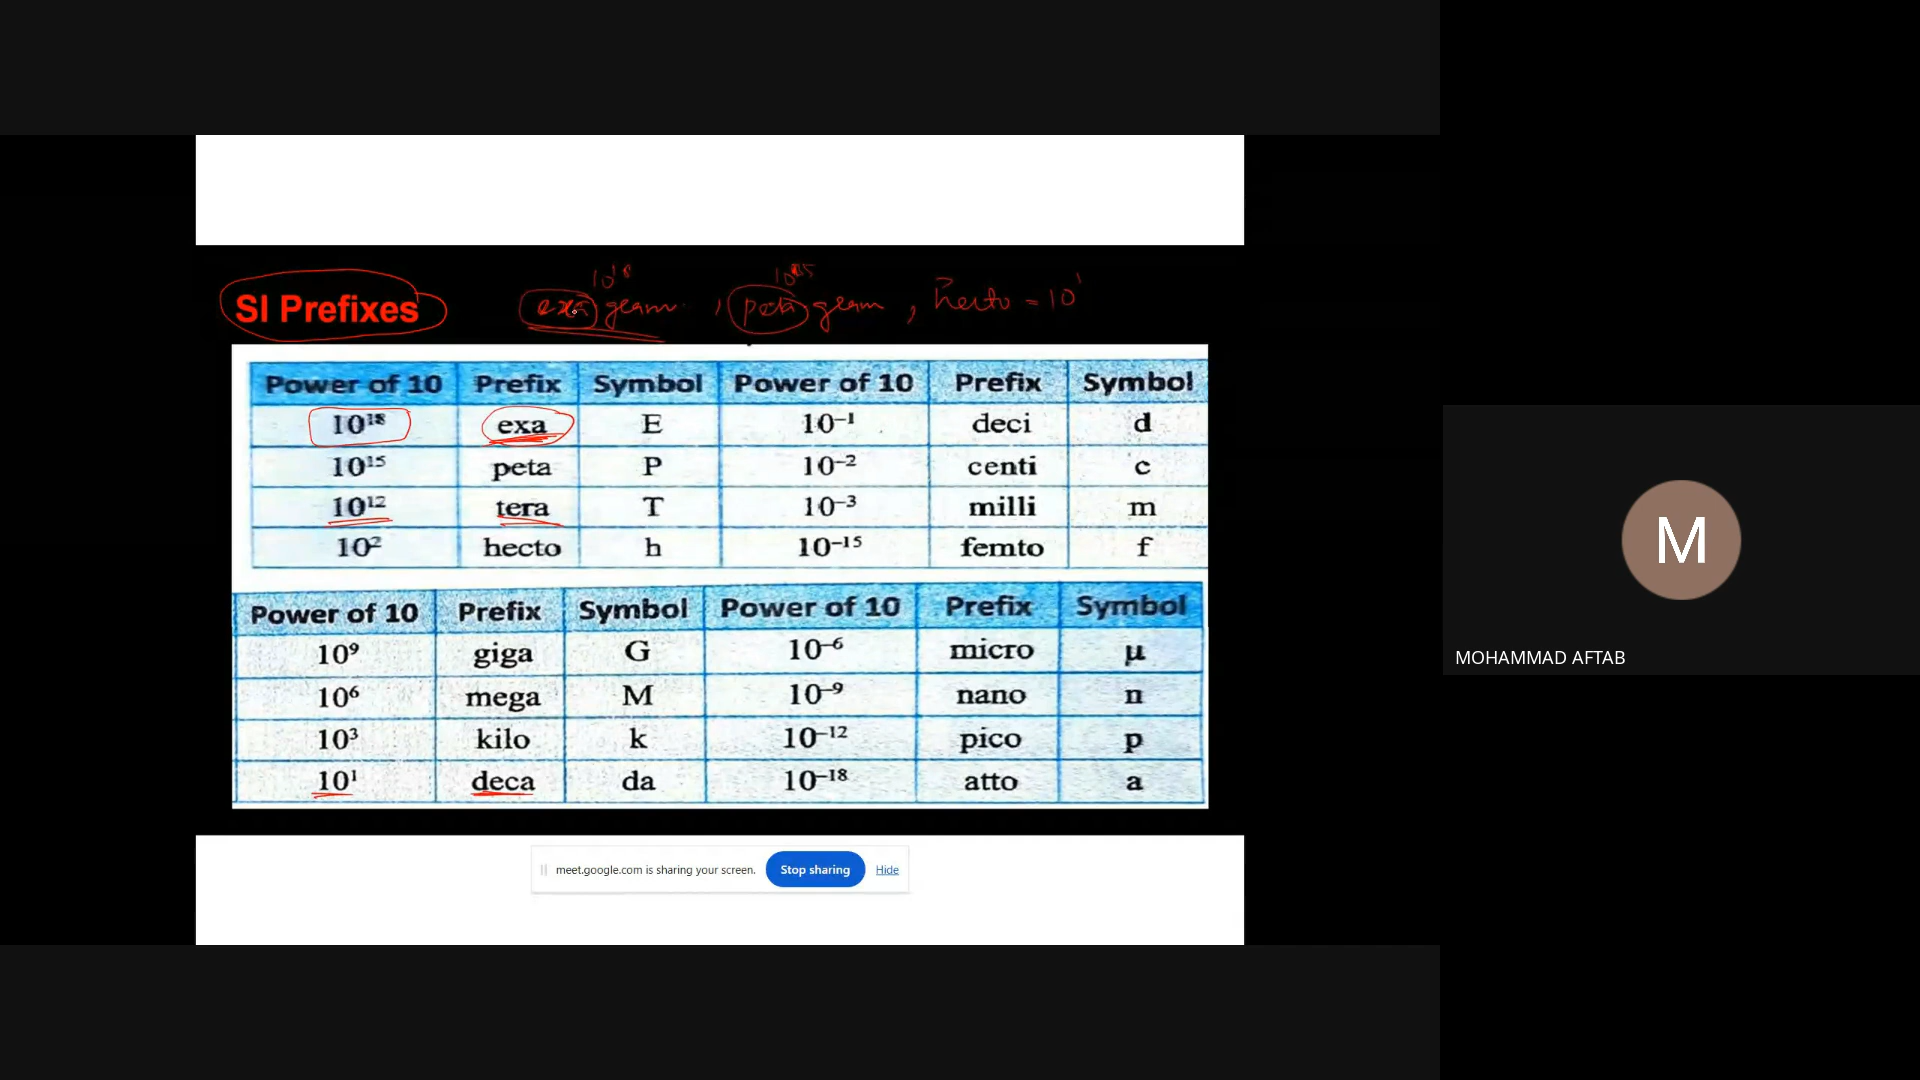 10¹⁸ 10¹⁵
SI Prefixes exa geram , peta geram , hecto = 10¹
Power of 10 Prefix Symbol Power of 10 Prefix Symbol
10¹⁸ exa E 10⁻¹ deci d
10¹⁵ peta P 10⁻² centi c
10¹² tera T 10⁻³ milli m
10² hecto h 10⁻¹⁵ femto f
Power of 10 Prefix Symbol Power of 10 Prefix Symbol
10⁹ giga G 10⁻⁶ micro μ
10⁶ mega M 10⁻⁹ nano n
10³ kilo k 10⁻¹² pico p
10¹ deca da 10⁻¹⁸ atto a
meet.google.com is sharing your screen. Stop sharing Hide
M
MOHAMMAD AFTAB